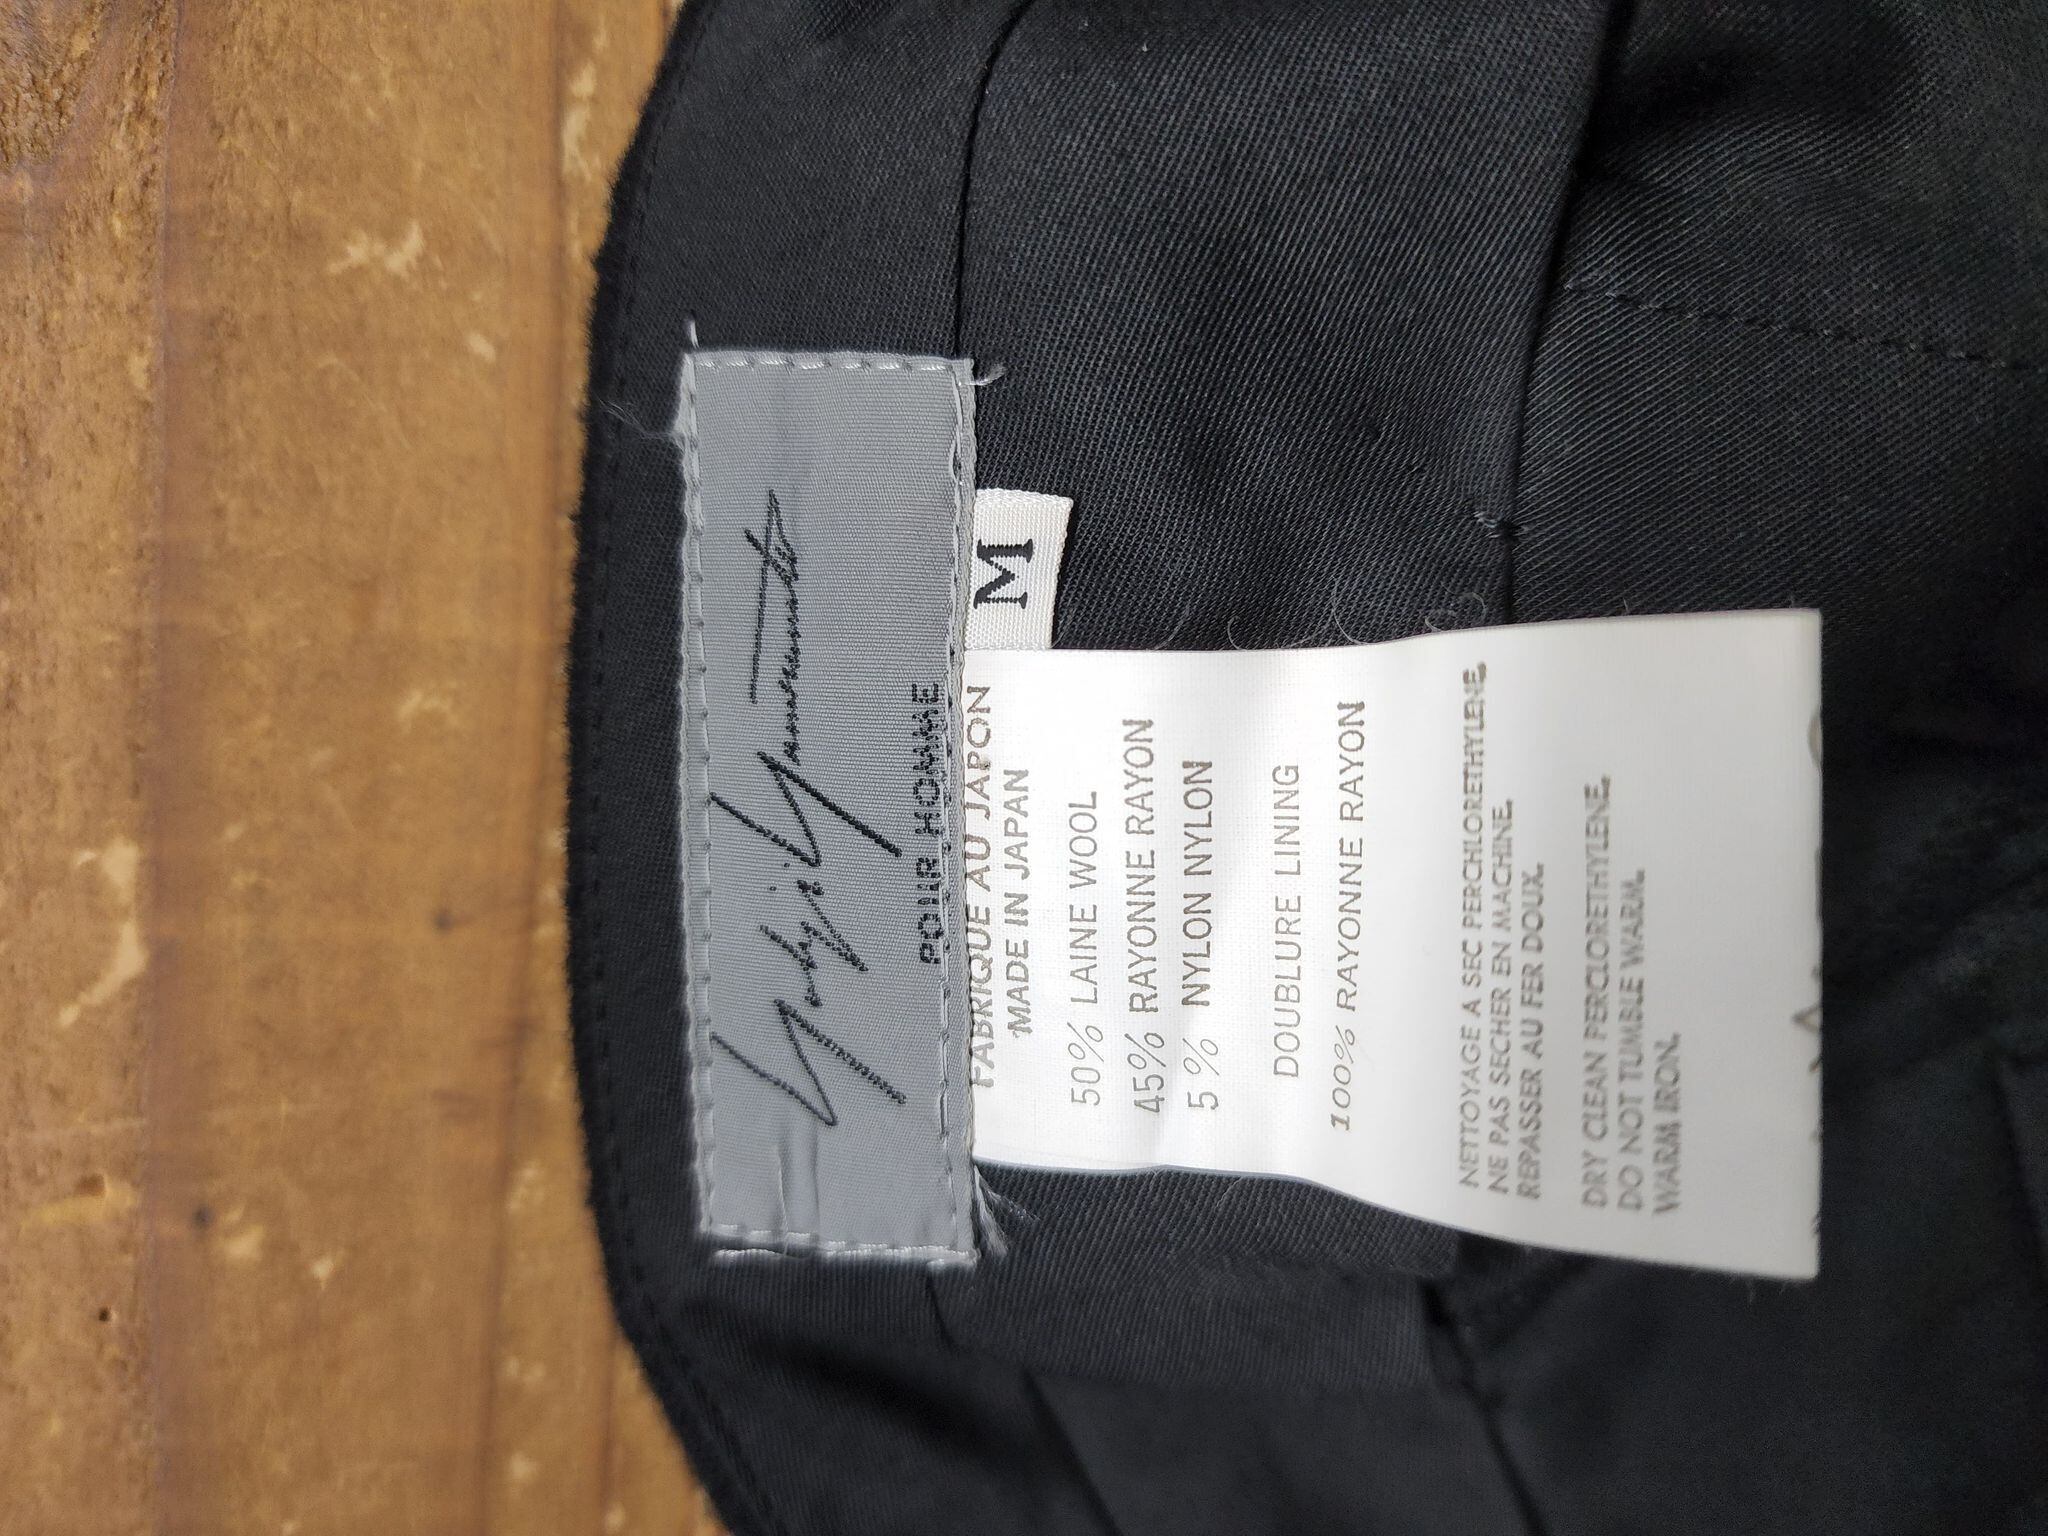 Yohji Yamamoto
POUR HOMME
M
FABRIQUE AU JAPON
MADE IN JAPAN
50% LAINE WOOL
45% RAYONNE RAYON
5% NYLON NYLON
DOUBLURE LINING
100% RAYONNE RAYON
NETTOYAGE A SEC PERCHLORETHYLENE.
NE PAS SECHER EN MACHINE.
REPASSER AU FER DOUX.
DRY CLEAN PERCLORETHYLENE.
DO NOT TUMBLE WARM.
WARM IRON.